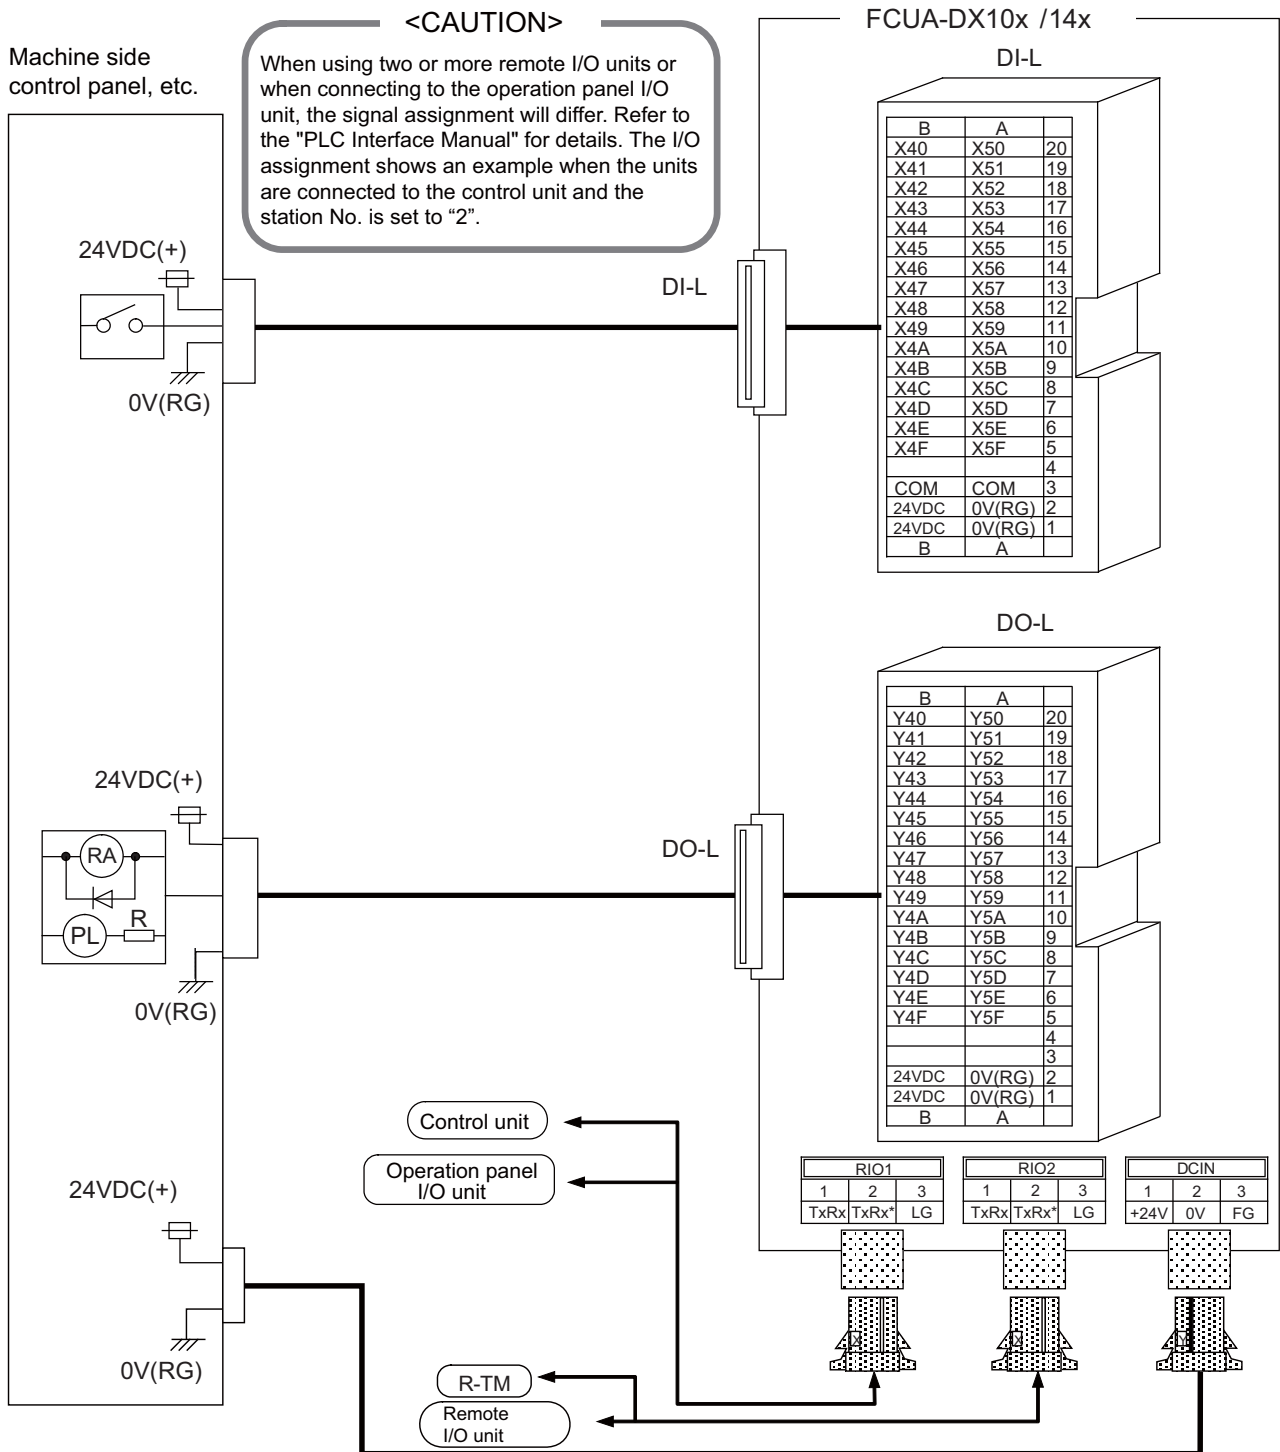 <CAUTION>
FCUA-DX10x /14x
Machine side
control panel, etc.
When using two or more remote I/O units or
when connecting to the operation panel I/O
unit, the signal assignment will differ. Refer to
the "PLC Interface Manual" for details. The I/O
assignment shows an example when the units
are connected to the control unit and the
station No. is set to “2”.
DI-L
B A
X40 X50 20
X41 X51 19
X42 X52 18
X43 X53 17
X44 X54 16
X45 X55 15
X46 X56 14
X47 X57 13
X48 X58 12
X49 X59 11
X4A X5A 10
X4B X5B 9
X4C X5C 8
X4D X5D 7
X4E X5E 6
X4F X5F 5
4
COM COM 3
24VDC 0V(RG) 2
24VDC 0V(RG) 1
B A
24VDC(+)
0V(RG)
DI-L
DO-L
B A
Y40 Y50 20
Y41 Y51 19
Y42 Y52 18
Y43 Y53 17
Y44 Y54 16
Y45 Y55 15
Y46 Y56 14
Y47 Y57 13
Y48 Y58 12
Y49 Y59 11
Y4A Y5A 10
Y4B Y5B 9
Y4C Y5C 8
Y4D Y5D 7
Y4E Y5E 6
Y4F Y5F 5
4
3
24VDC 0V(RG) 2
24VDC 0V(RG) 1
B A
24VDC(+)
RA
PL
R
0V(RG)
DO-L
Control unit
Operation panel
I/O unit
24VDC(+)
0V(RG)
RIO1
1 2 3
TxRx TxRx* LG
RIO2
1 2 3
TxRx TxRx* LG
DCIN
1 2 3
+24V 0V FG
X
X
Y
R-TM
Remote
I/O unit